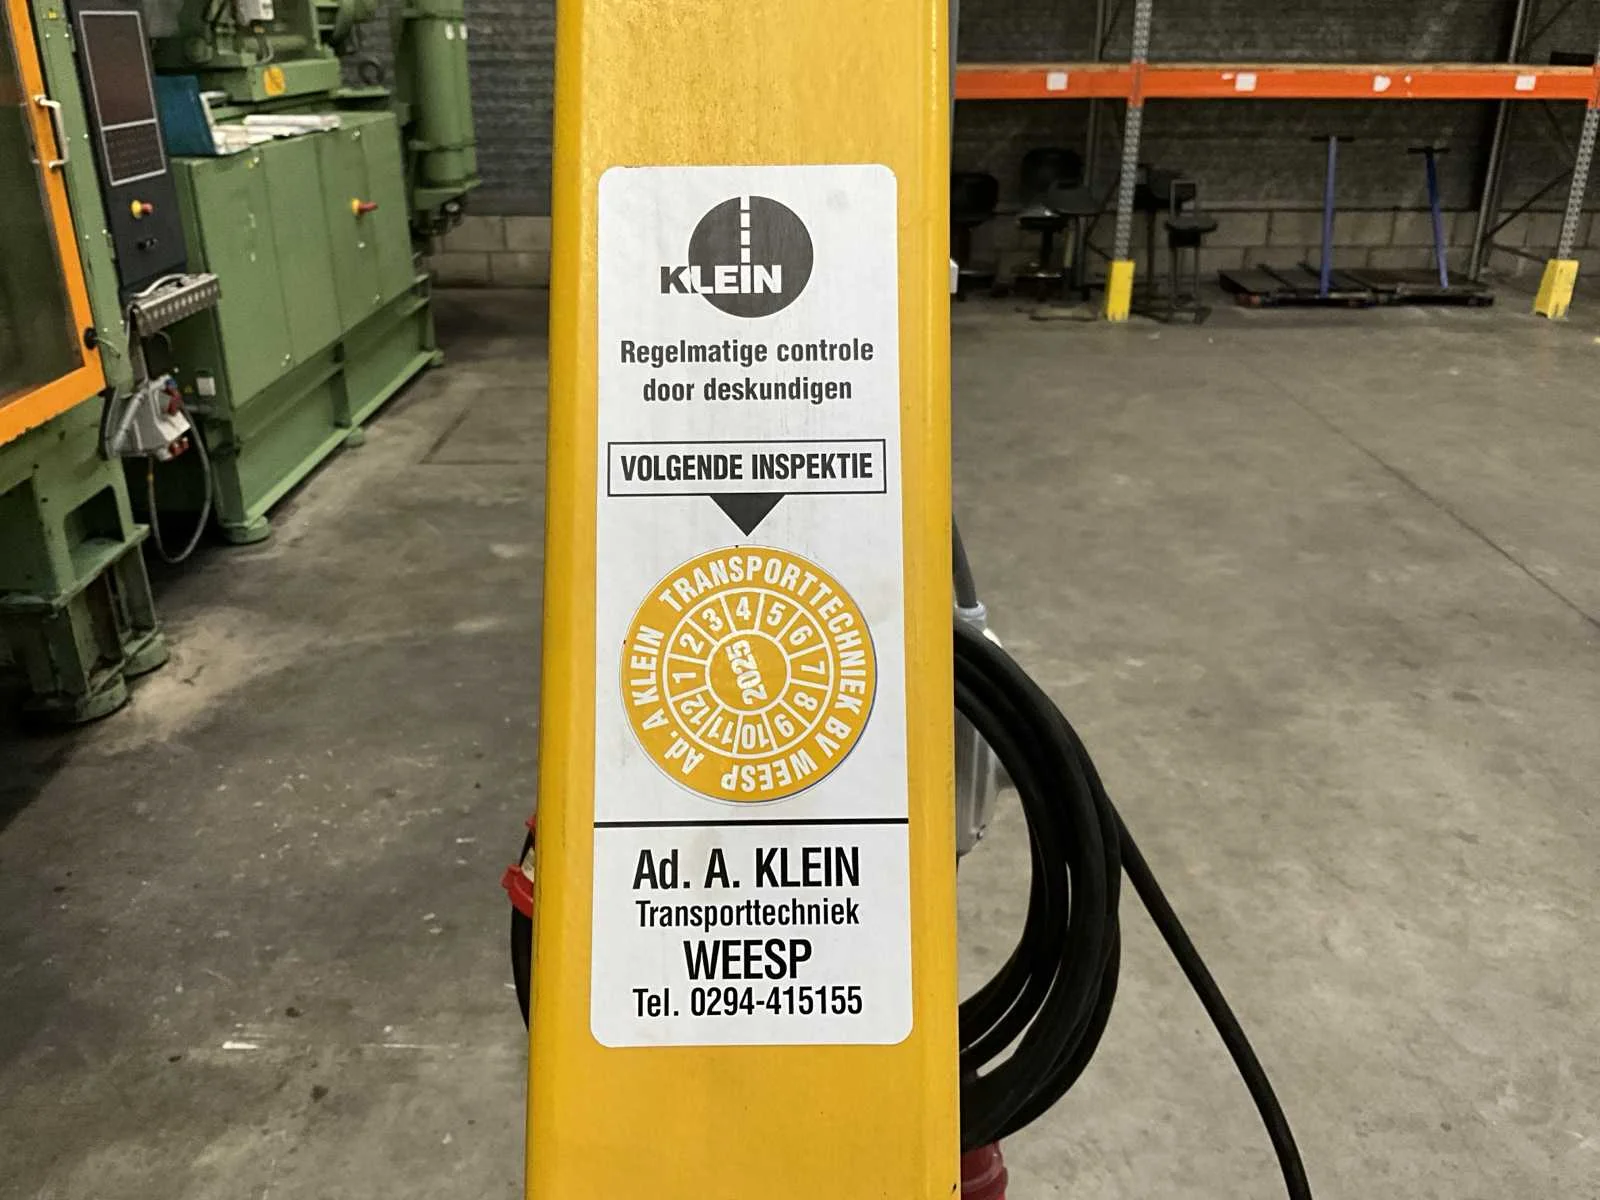 KLEIN
Regelmatige controle
door deskundigen
VOLGENDE INSPEKTIE
Ad. A KLEIN TRANSPORTTECHNIEK BV WEESP
1 2 3 4 5 6 7 8 9 10 11 12
2025
Ad. A. KLEIN
Transporttechniek
WEESP
Tel. 0294-415155